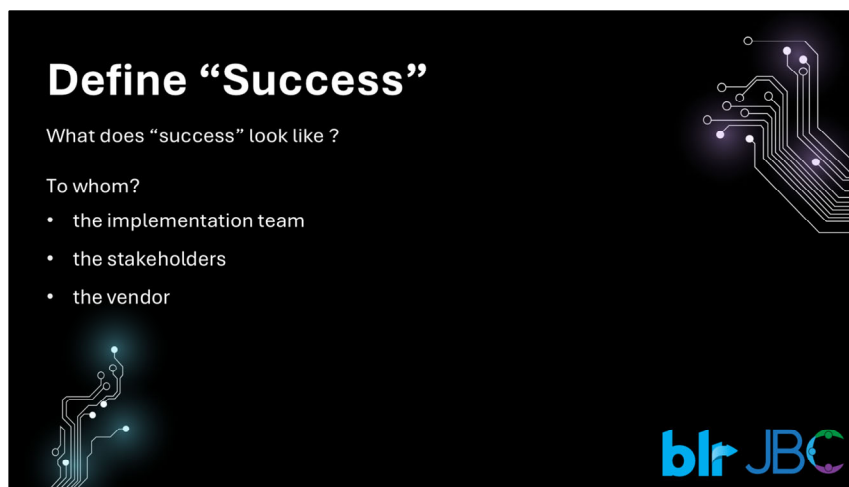 Define “Success”
What does “success” look like ?
To whom?
• the implementation team
• the stakeholders
• the vendor
blr JBC